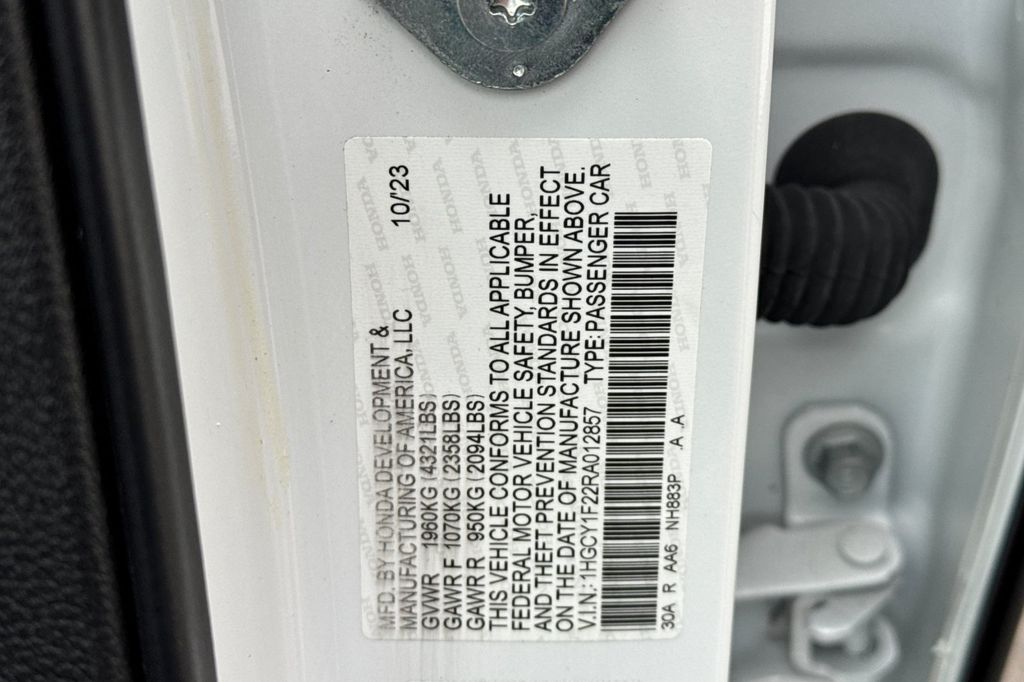 MFD. BY HONDA DEVELOPMENT &
MANUFACTURING OF AMERICA, LLC 10/'23
GVWR 1960KG (4321LBS)
GAWR F 1070KG (2358LBS)
GAWR R 950KG (2094LBS)
THIS VEHICLE CONFORMS TO ALL APPLICABLE
FEDERAL MOTOR VEHICLE SAFETY, BUMPER,
AND THEFT PREVENTION STANDARDS IN EFFECT
ON THE DATE OF MANUFACTURE SHOWN ABOVE.
V.I.N.: 1HGCY1F22RA012857 TYPE: PASSENGER CAR
30A R AA6 NH883P .A .A